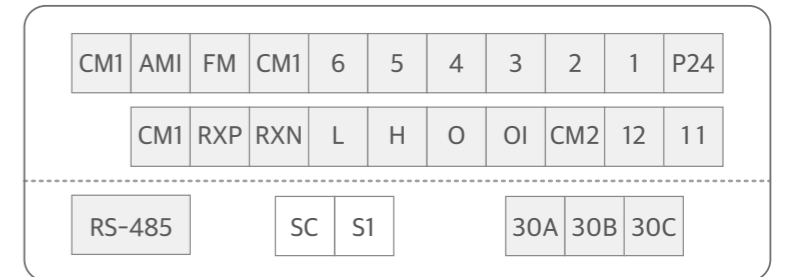 CM1 AMI FM CM1 6 5 4 3 2 1 P24
CM1 RXP RXN L H O OI CM2 12 11
RS-485 SC S1 30A 30B 30C